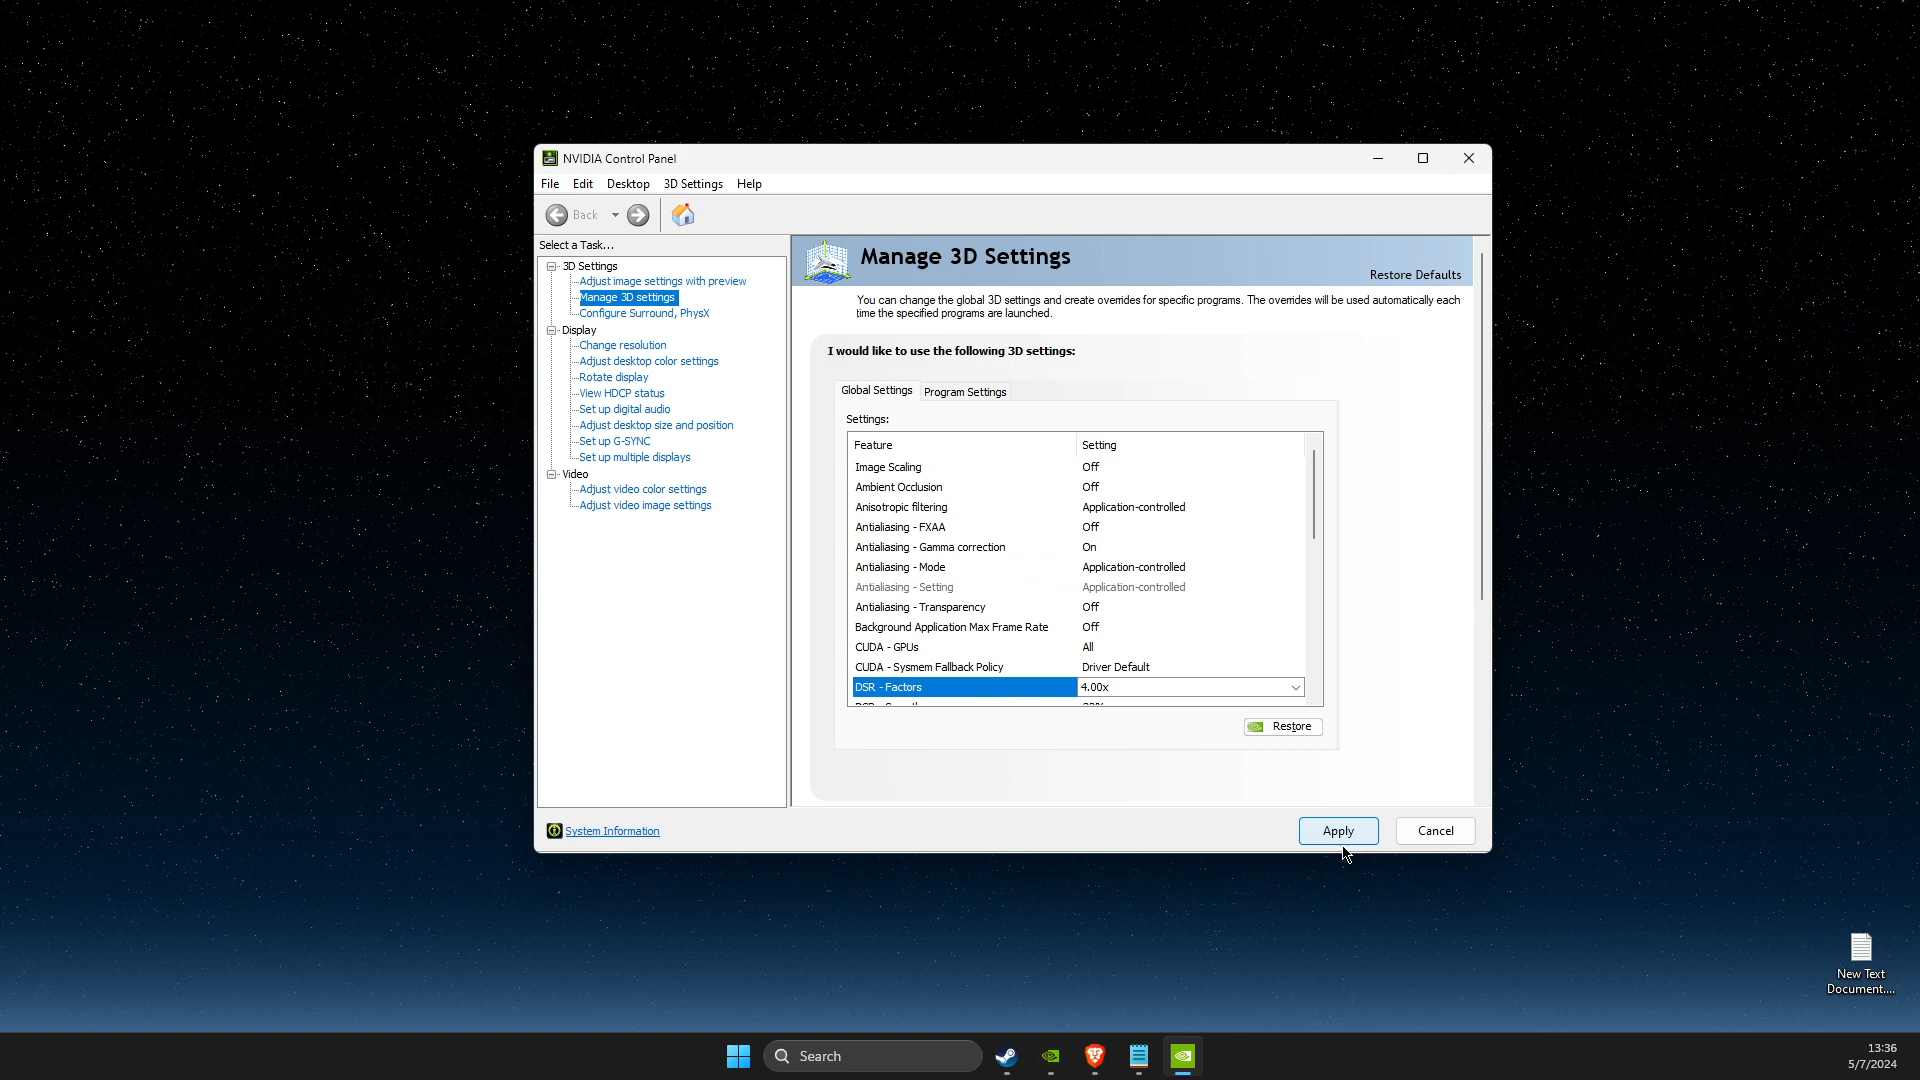 NVIDIA Control Panel
File Edit Desktop 3D Settings Help
Back
Select a Task...
3D Settings
Adjust image settings with preview
Manage 3D settings
Configure Surround, PhysX
Display
Change resolution
Adjust desktop color settings
Rotate display
View HDCP status
Set up digital audio
Adjust desktop size and position
Set up G-SYNC
Set up multiple displays
Video
Adjust video color settings
Adjust video image settings
System Information
Manage 3D Settings
Restore Defaults
You can change the global 3D settings and create overrides for specific programs. The overrides will be used automatically each
time the specified programs are launched.
I would like to use the following 3D settings:
Global Settings Program Settings
Settings:
Feature Setting
Image Scaling Off
Ambient Occlusion Off
Anisotropic filtering Application-controlled
Antialiasing - FXAA Off
Antialiasing - Gamma correction On
Antialiasing - Mode Application-controlled
Antialiasing - Setting Application-controlled
Antialiasing - Transparency Off
Background Application Max Frame Rate Off
CUDA - GPUs All
CUDA - Sysmem Fallback Policy Driver Default
DSR - Factors 4.00x
Restore
Apply Cancel
New Text
Document....
Search
13:36
5/7/2024